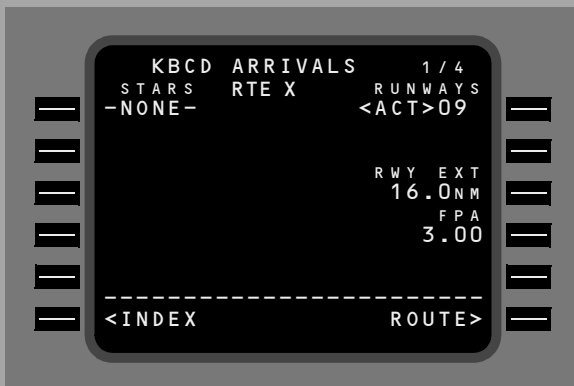 KBCD ARRIVALS 1/4
STARS RTE X RUNWAYS
-NONE- <ACT>09
RWY EXT
16.0NM
FPA
3.00
------------------------
<INDEX ROUTE>